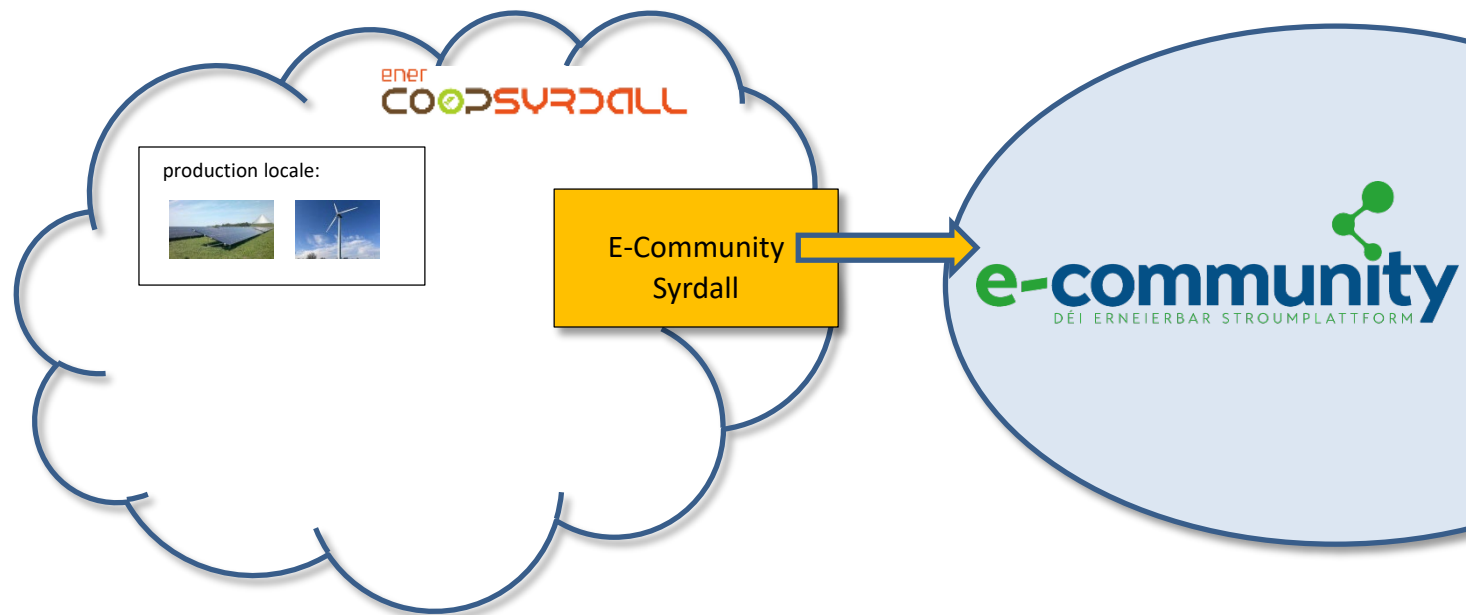 ener
COOPSYRDALL
production locale:
E-Community
Syrdall
e-community
DÉI ERNEIERBAR STROUMPLATTFORM